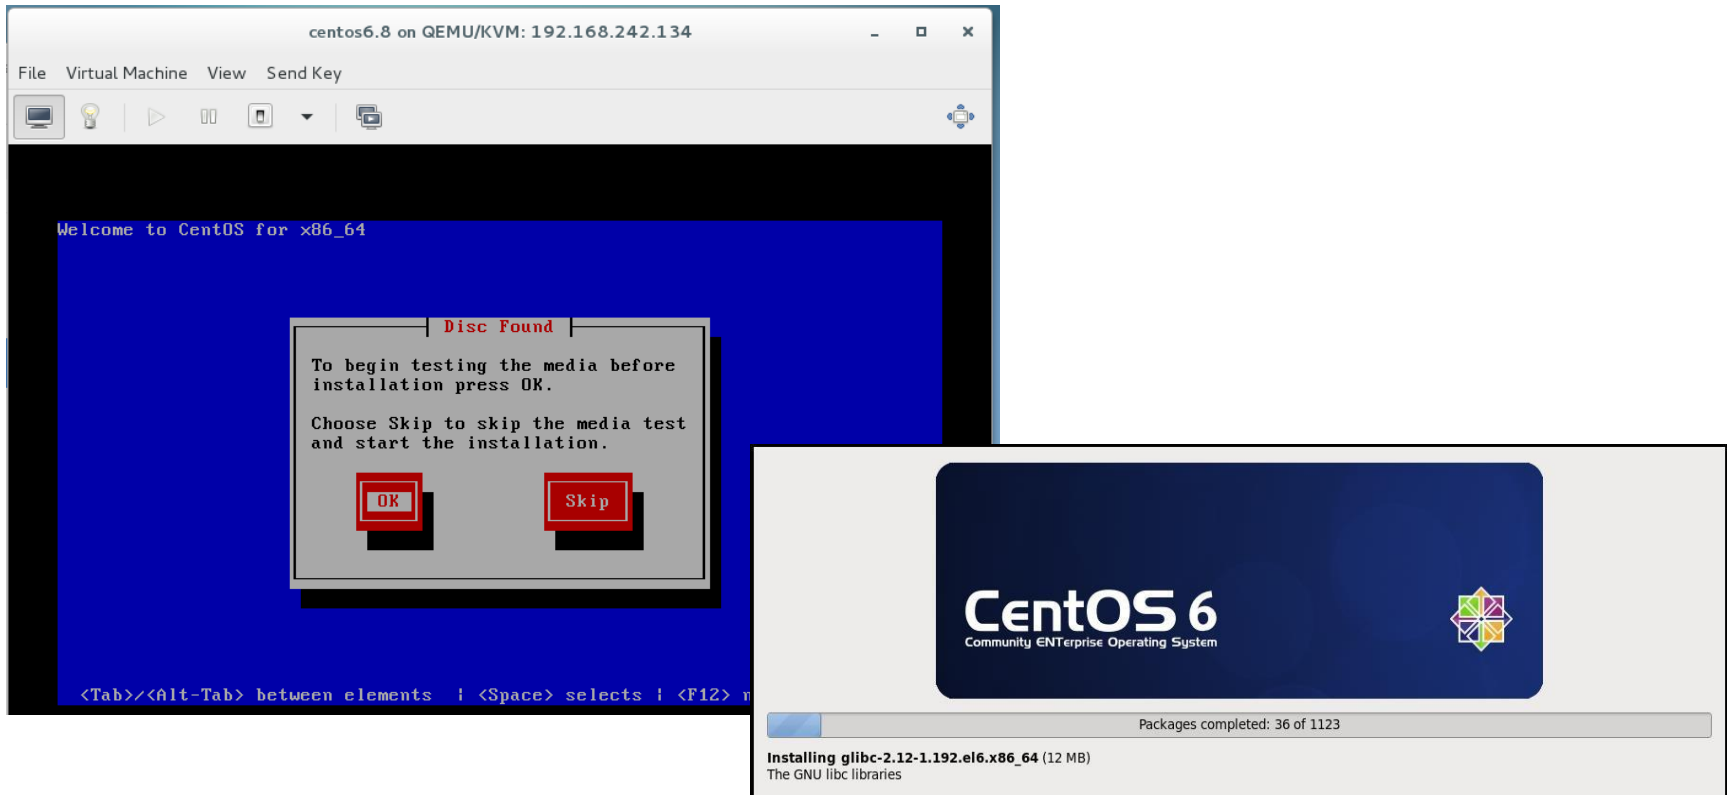 centos6.8 on QEMU/KVM: 192.168.242.134
File Virtual Machine View Send Key
Welcome to CentOS for x86_64
Disc Found
To begin testing the media before
installation press OK.
Choose Skip to skip the media test
and start the installation.
OK Skip
<Tab>/<Alt-Tab> between elements | <Space> selects | <F12>
CentOS 6
Community ENTerprise Operating System
Packages completed: 36 of 1123
Installing glibc-2.12-1.192.el6.x86_64 (12 MB)
The GNU libc libraries